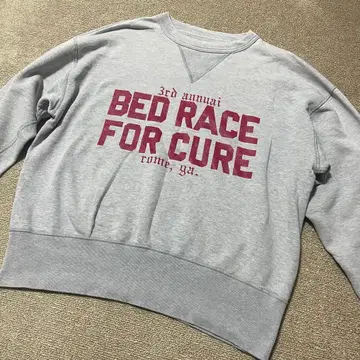 3rd annual
BED RACE
FOR CURE
rome, ga.